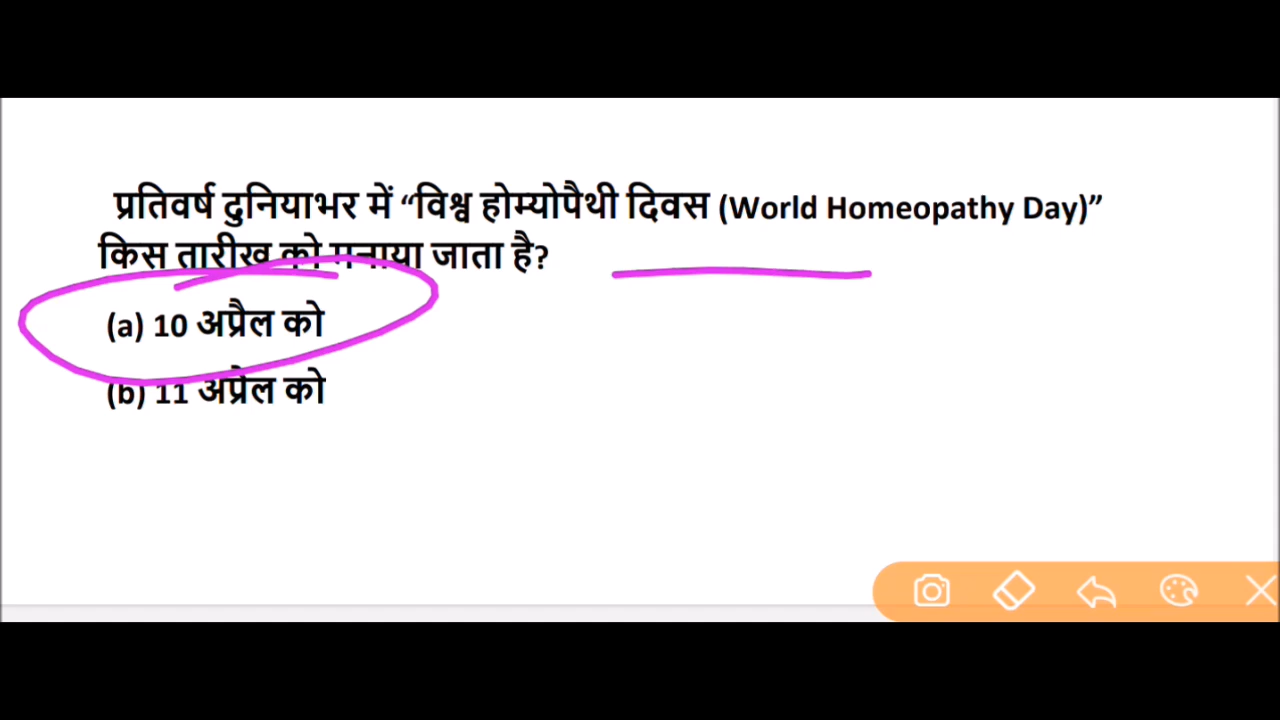 प्रतिवर्ष दुनियाभर में “विश्व होम्योपैथी दिवस (World Homeopathy Day)”
किस तारीख को मनाया जाता है?
(a) 10 अप्रैल को
(b) 11 अप्रैल को